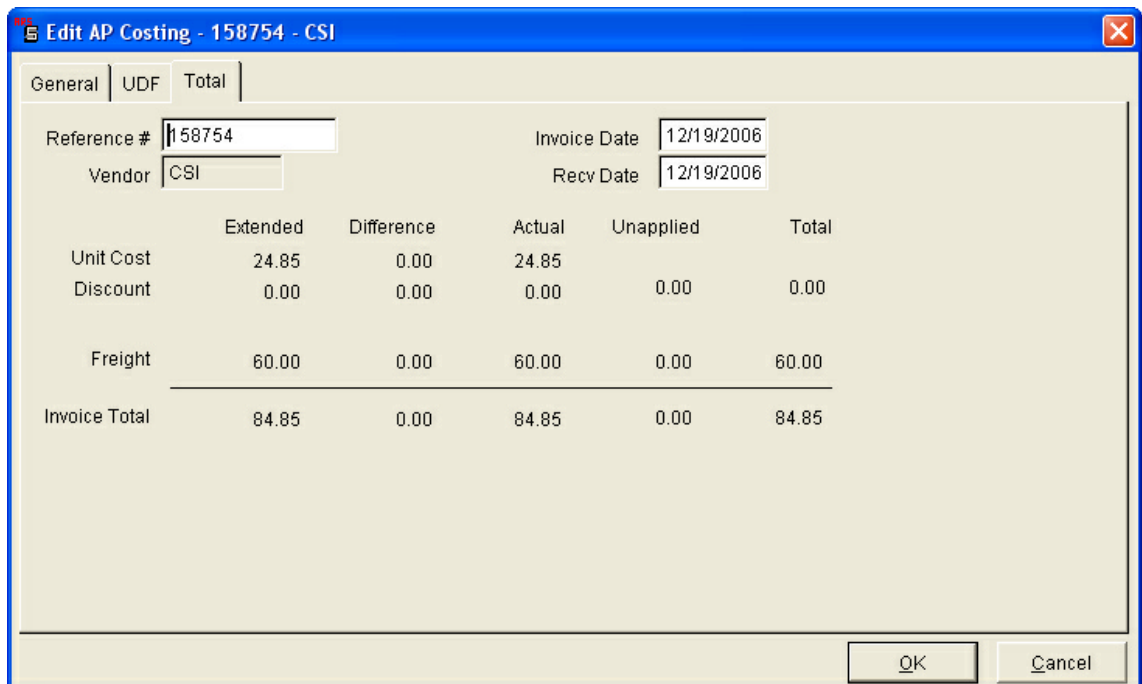 Edit AP Costing - 158754 - CSI
General UDF Total
Reference # 158754 Invoice Date 12/19/2006
Vendor CSI Recv Date 12/19/2006
Extended Difference Actual Unapplied Total
Unit Cost 24.85 0.00 24.85
Discount 0.00 0.00 0.00 0.00 0.00
Freight 60.00 0.00 60.00 0.00 60.00
Invoice Total 84.85 0.00 84.85 0.00 84.85
OK Cancel